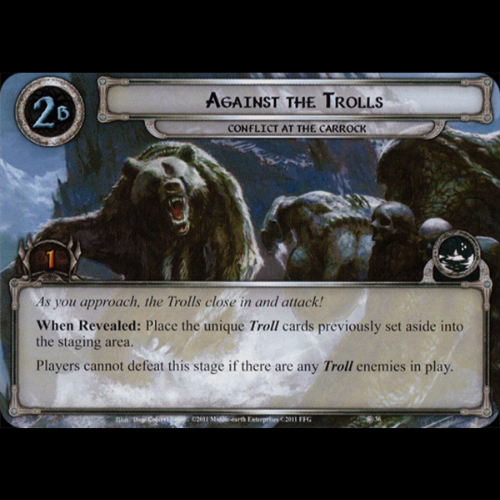 2B
AGAINST THE TROLLS
CONFLICT AT THE CARROCK
1
As you approach, the Trolls close in and attack!
When Revealed: Place the unique Troll cards previously set aside into
the staging area.
Players cannot defeat this stage if there are any Troll enemies in play.
©2011 Middle-earth Enterprises ©2011 FFG
36